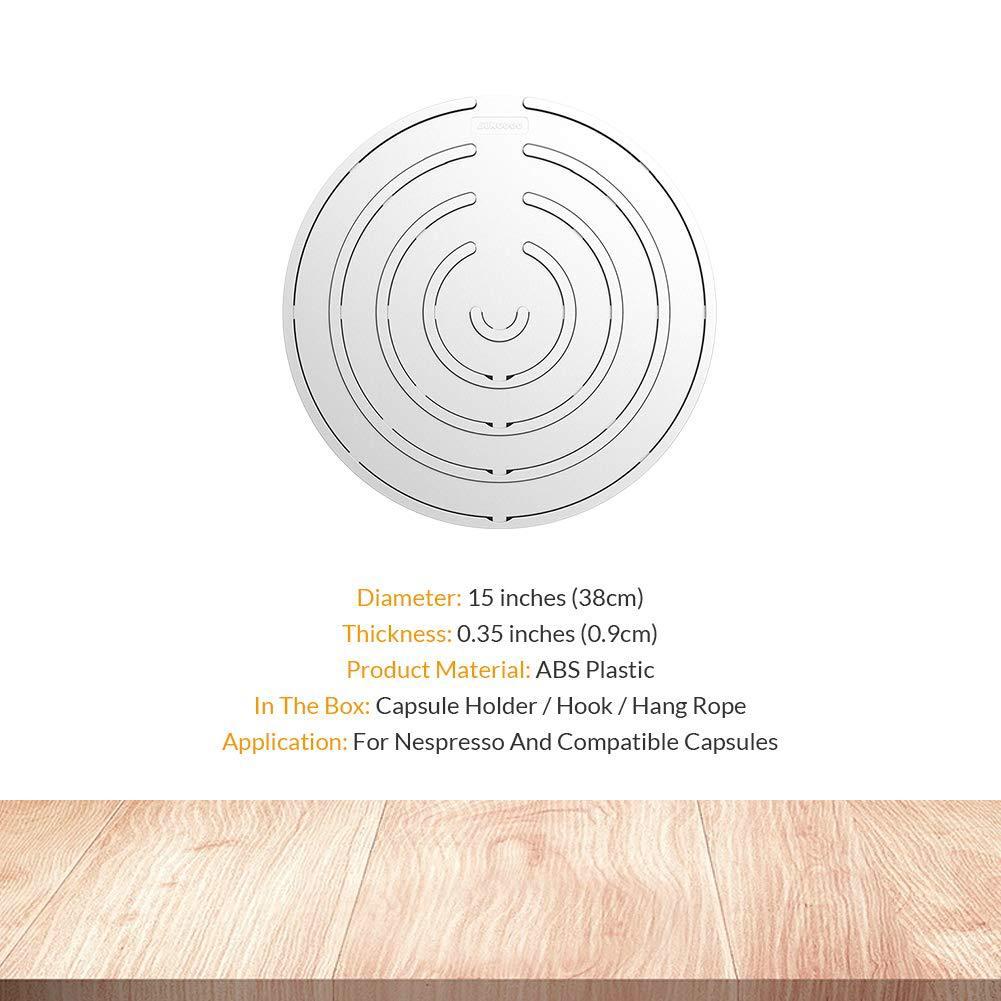 Diameter: 15 inches (38cm)
Thickness: 0.35 inches (0.9cm)
Product Material: ABS Plastic
In The Box: Capsule Holder / Hook / Hang Rope
Application: For Nespresso And Compatible Capsules